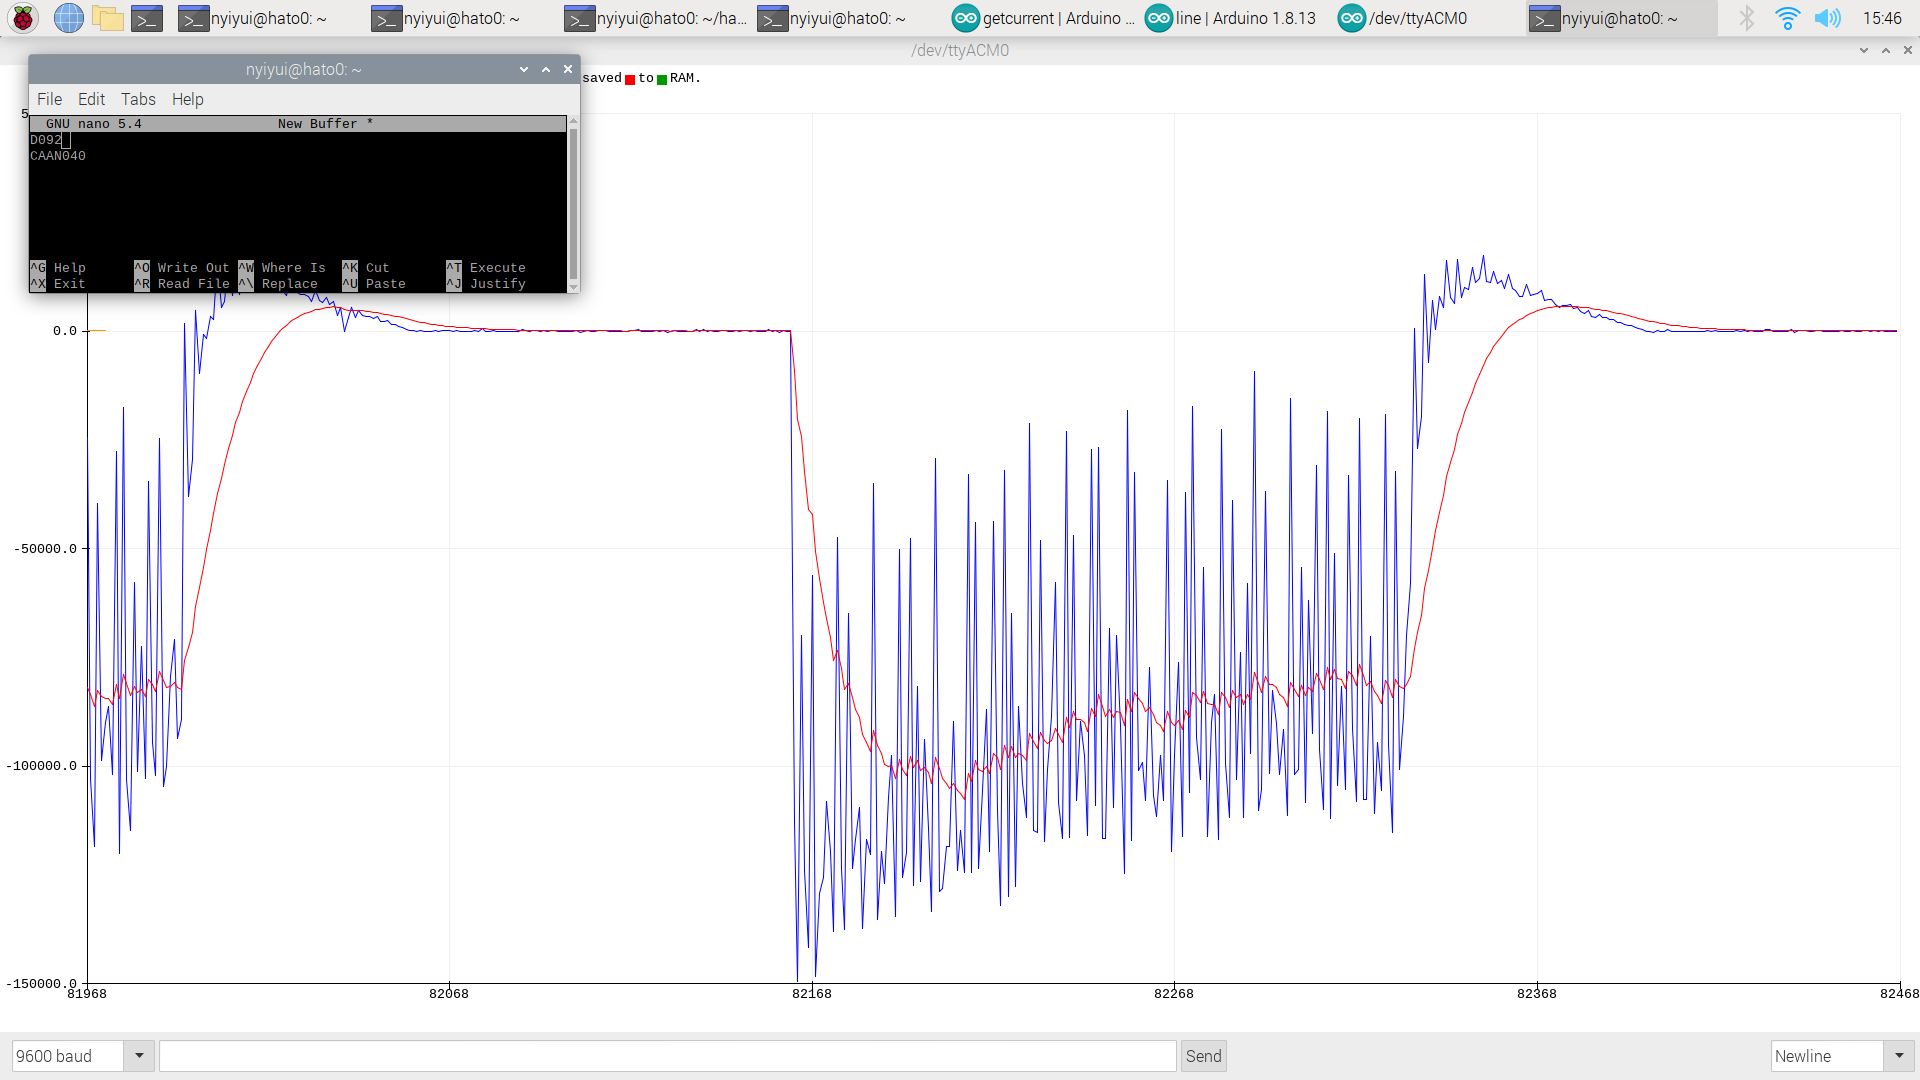 nyiyui@hato0: ~
nyiyui@hato0: ~
nyiyui@hato0: ~/ha...
nyiyui@hato0: ~
getcurrent | Arduino ...
line | Arduino 1.8.13
/dev/ttyACM0
nyiyui@hato0: ~
15:46
/dev/ttyACM0
nyiyui@hato0: ~
saved to RAM.
File Edit Tabs Help
5
GNU nano 5.4 New Buffer *
D092
CAAN040
^G Help ^O Write Out ^W Where Is ^K Cut ^T Execute
^X Exit ^R Read File ^\ Replace ^U Paste ^J Justify
0.0
-50000.0
-100000.0
-150000.0
81968 82068 82168 82268 82368 82468
9600 baud
Send
Newline